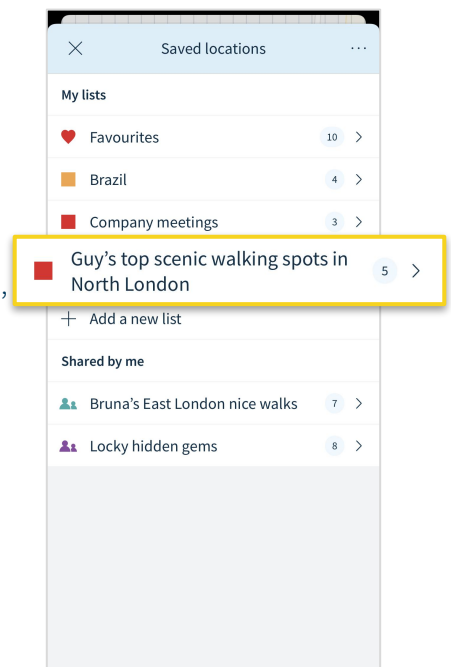 Saved locations
My lists
Favourites 10
Brazil 4
Company meetings 3
Guy's top scenic walking spots in
North London 5
,
Add a new list
Shared by me
Bruna's East London nice walks 7
Locky hidden gems 8